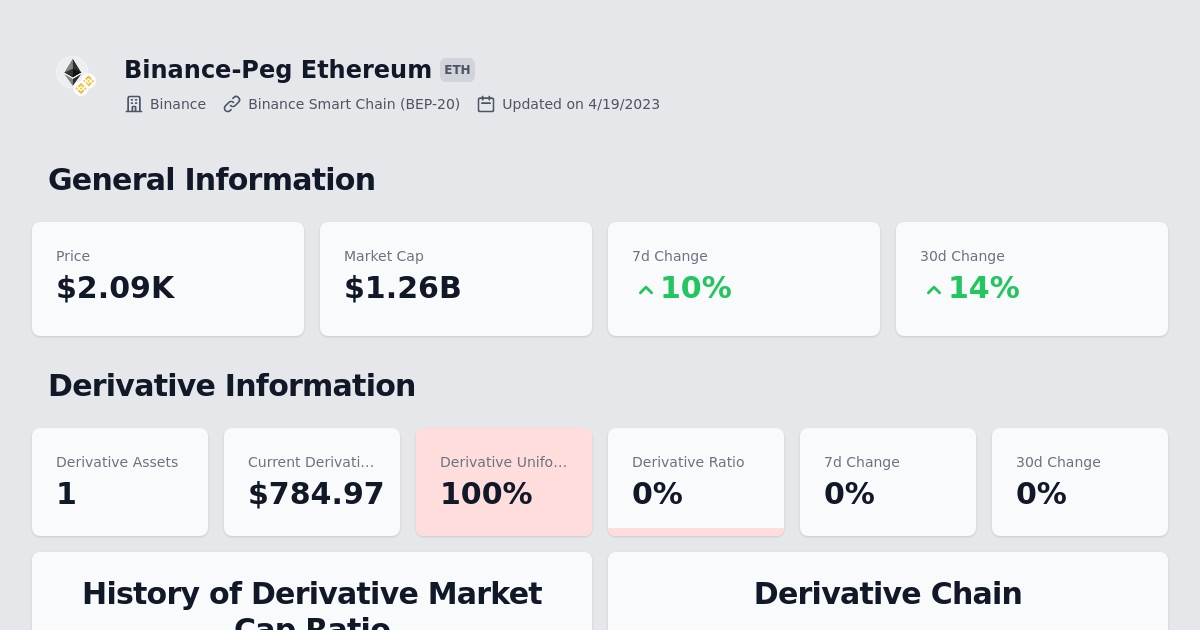 Binance-Peg Ethereum ETH
Binance Binance Smart Chain (BEP-20) Updated on 4/19/2023
General Information
Price Market Cap 7d Change 30d Change
$2.09K $1.26B 10% 14%
Derivative Information
Derivative Assets Current Derivati... Derivative Unifo... Derivative Ratio 7d Change 30d Change
1 $784.97 100% 0% 0% 0%
History of Derivative Market Derivative Chain
Cap Ratio